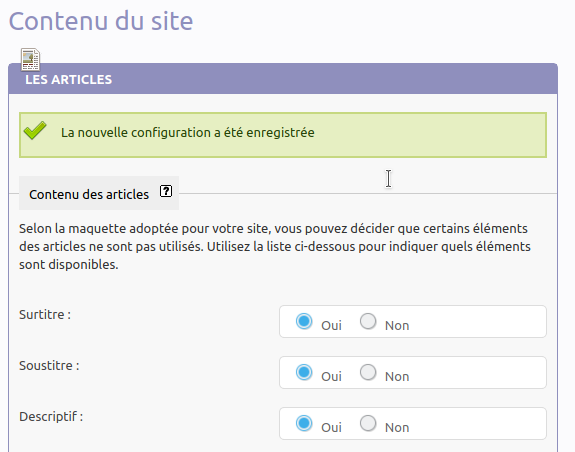 Contenu du site
LES ARTICLES
La nouvelle configuration a été enregistrée
Contenu des articles ?
Selon la maquette adoptée pour votre site, vous pouvez décider que certains éléments
des articles ne sont pas utilisés. Utilisez la liste ci-dessous pour indiquer quels éléments
sont disponibles.
Surtitre : Oui Non
Soustitre : Oui Non
Descriptif : Oui Non